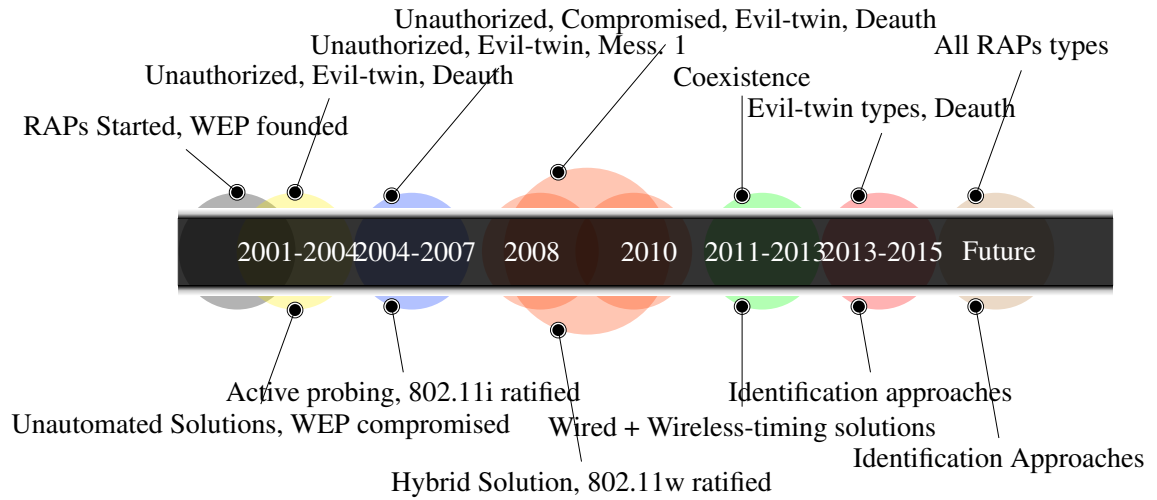 Unauthorized, Compromised, Evil-twin, Deauth
Unauthorized, Evil-twin, Mess. 1
All RAPs types
Unauthorized, Evil-twin, Deauth
Coexistence
Evil-twin types, Deauth
RAPs Started, WEP founded
2001-2004
2004-2007
2008
2010
2011-2013
2013-2015
Future
Active probing, 802.11i ratified
Identification approaches
Unautomated Solutions, WEP compromised
Wired + Wireless-timing solutions
Identification Approaches
Hybrid Solution, 802.11w ratified